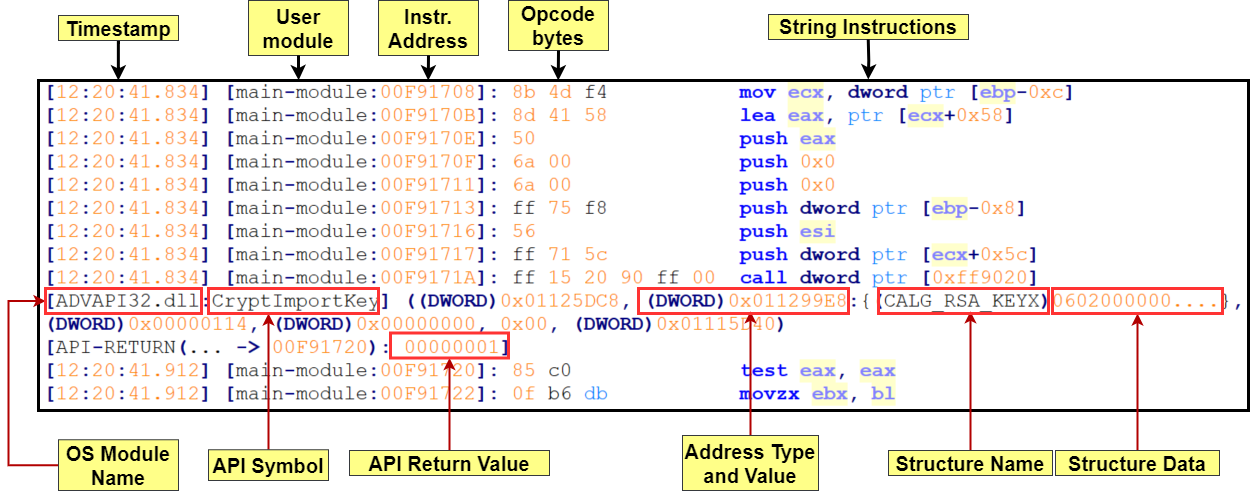 Timestamp
User
module
Instr.
Address
Opcode
bytes
String Instructions
[12:20:41.834] [main-module:00F91708]: 8b 4d f4 mov ecx, dword ptr [ebp-0xc]
[12:20:41.834] [main-module:00F9170B]: 8d 41 58 lea eax, ptr [ecx+0x58]
[12:20:41.834] [main-module:00F9170E]: 50 push eax
[12:20:41.834] [main-module:00F9170F]: 6a 00 push 0x0
[12:20:41.834] [main-module:00F91711]: 6a 00 push 0x0
[12:20:41.834] [main-module:00F91713]: ff 75 f8 push dword ptr [ebp-0x8]
[12:20:41.834] [main-module:00F91716]: 56 push esi
[12:20:41.834] [main-module:00F91717]: ff 71 5c push dword ptr [ecx+0x5c]
[12:20:41.834] [main-module:00F9171A]: ff 15 20 90 ff 00 call dword ptr [0xff9020]
[ADVAPI32.dll:CryptImportKey] ((DWORD)0x01125DC8, (DWORD)0x011299E8:{(CALG_RSA_KEYX)0602000000....},
(DWORD)0x00000114, (DWORD)0x00000000, 0x00, (DWORD)0x01115D40)
[API-RETURN(... -> 00F91720): 00000001]
[12:20:41.912] [main-module:00F91720]: 85 c0 test eax, eax
[12:20:41.912] [main-module:00F91722]: 0f b6 db movzx ebx, bl
OS Module
Name
API Symbol
API Return Value
Address Type
and Value
Structure Name
Structure Data